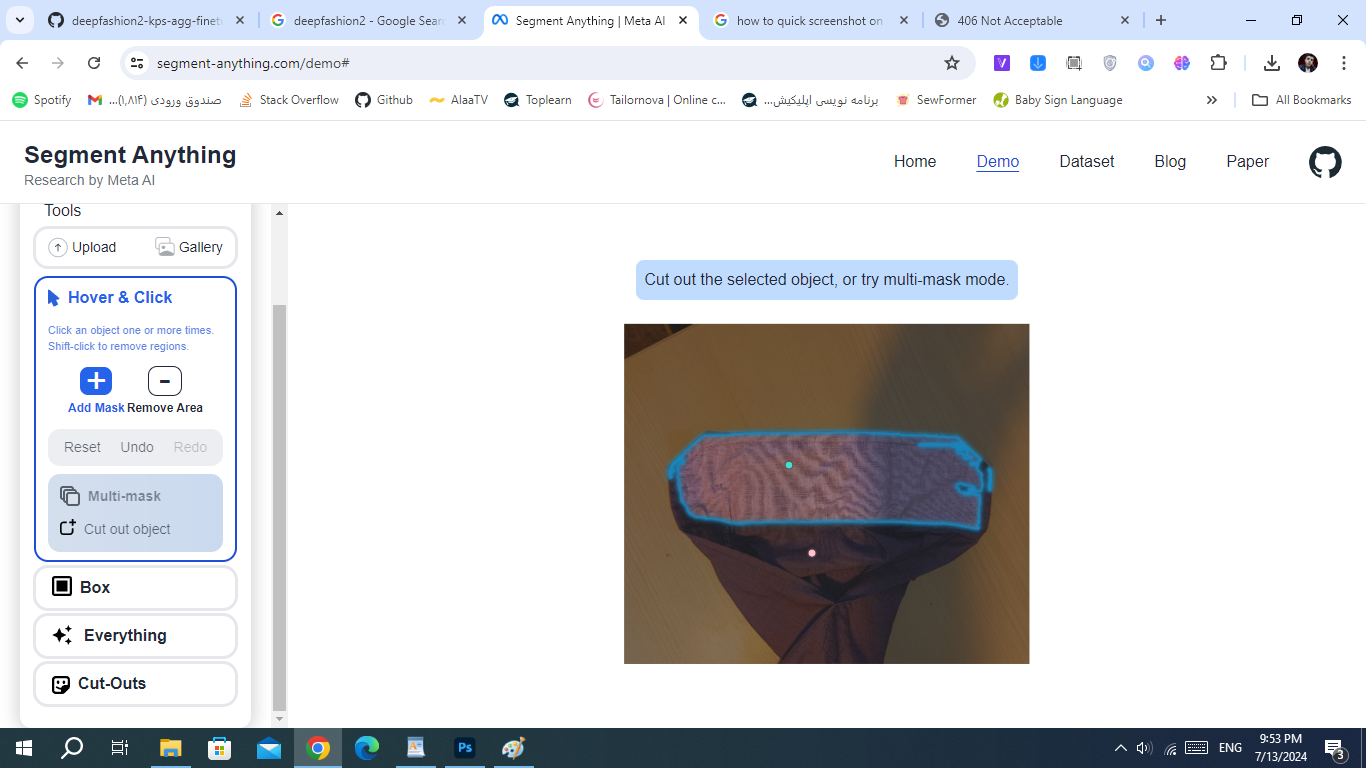 deepfashion2-kps-agg-finet
deepfashion2 - Google Sear
Segment Anything | Meta AI
how to quick screenshot on
406 Not Acceptable
segment-anything.com/demo#
Spotify
صندوق ورودی (۱,۸۱۴)...
Stack Overflow
Github
AlaaTV
Toplearn
Tailornova | Online c...
برنامه نویسی اپلیکیش...
SewFormer
Baby Sign Language
All Bookmarks
Segment Anything
Research by Meta AI
Home
Demo
Dataset
Blog
Paper
Tools
Upload
Gallery
Hover & Click
Click an object one or more times.
Shift-click to remove regions.
Add Mask
Remove Area
Reset
Undo
Redo
Multi-mask
Cut out object
Box
Everything
Cut-Outs
Cut out the selected object, or try multi-mask mode.
Ps
ENG
9:53 PM
7/13/2024
3